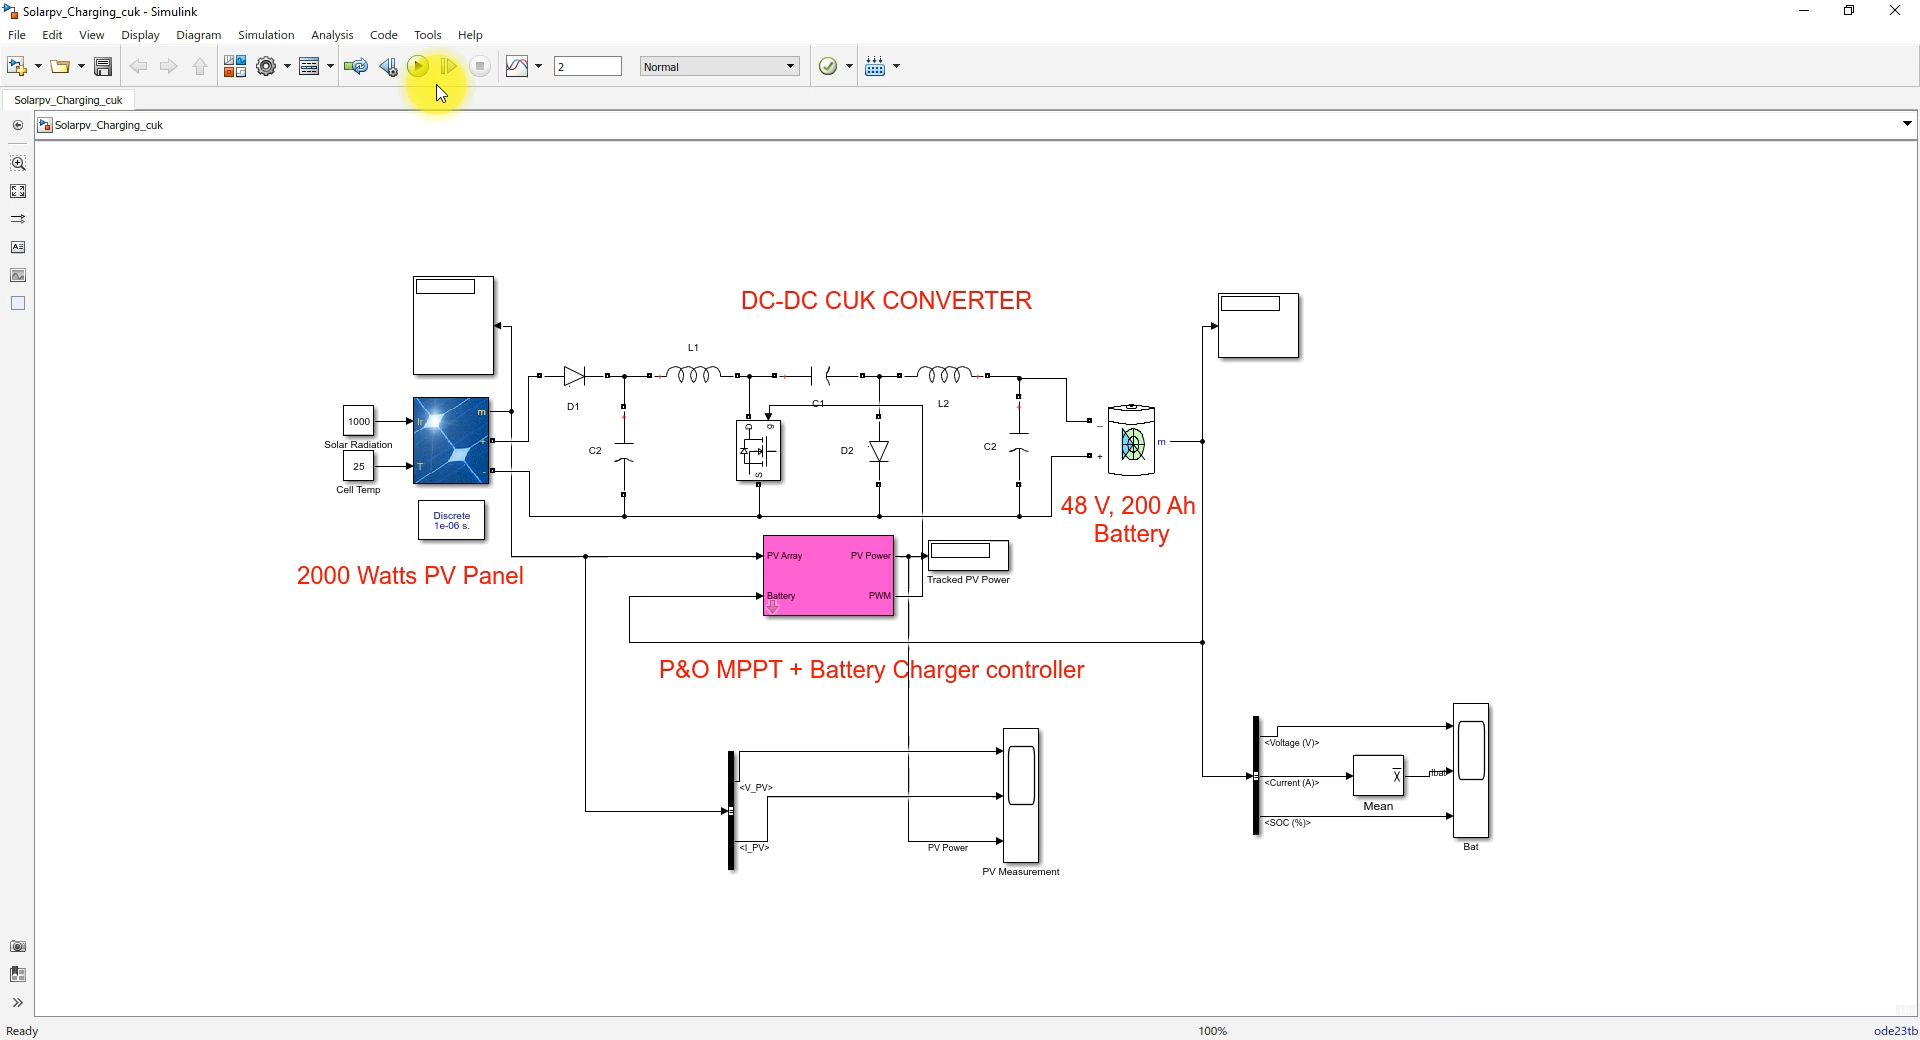 Solarpv_Charging_cuk - Simulink
File Edit View Display Diagram Simulation Analysis Code Tools Help
2 Normal
Solarpv_Charging_cuk
Solarpv_Charging_cuk
DC-DC CUK CONVERTER
L1
D1
C1
L2
1000
Solar Radiation
25
Cell Temp
Ir
T
m
+
-
C2
D
g
S
D2
C2
_
+
m
Discrete
1e-06 s.
48 V, 200 Ah
Battery
2000 Watts PV Panel
PV Array
PV Power
Battery
PWM
Tracked PV Power
P&O MPPT + Battery Charger controller
<V_PV>
<I_PV>
PV Power
PV Measurement
<Voltage (V)>
<Current (A)>
<SOC (%)>
x
Mean
Ibat
Bat
Ready
100%
ode23tb